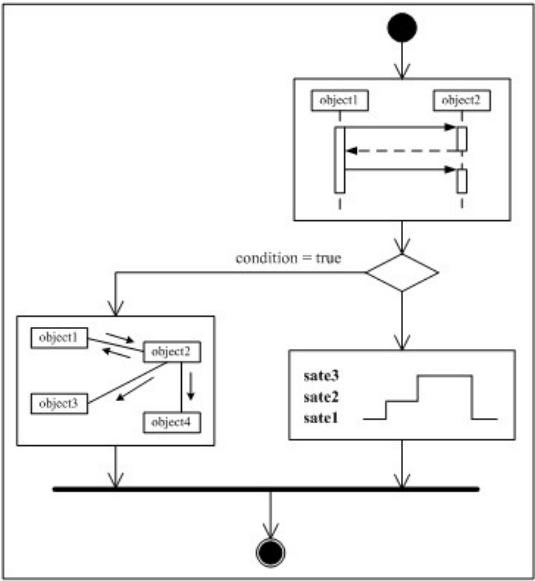 object1
object2
condition = true
object1
object2
object3
object4
sate3
sate2
sate1